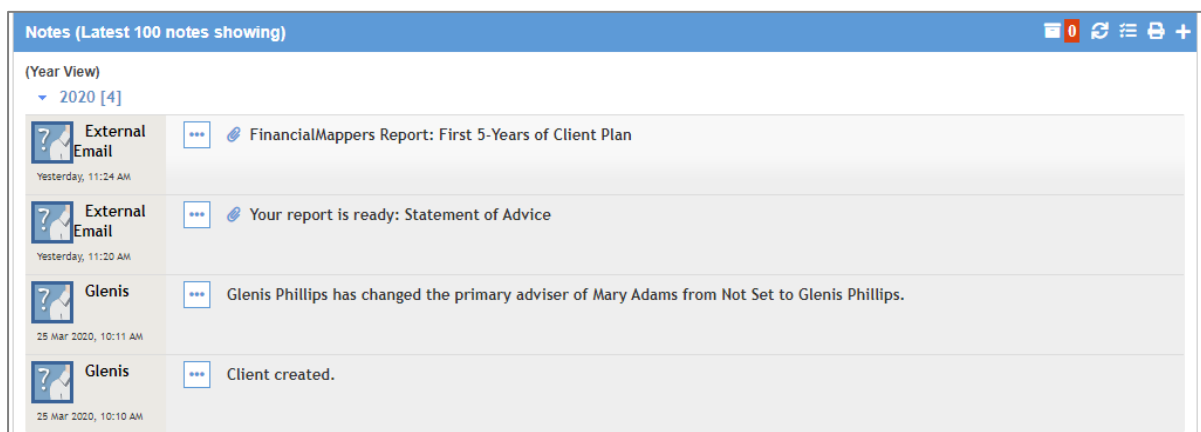 Notes (Latest 100 notes showing)
0
(Year View)
2020 [4]
External
Email
Yesterday, 11:24 AM
FinancialMappers Report: First 5-Years of Client Plan
External
Email
Yesterday, 11:20 AM
Your report is ready: Statement of Advice
Glenis
25 Mar 2020, 10:11 AM
Glenis Phillips has changed the primary adviser of Mary Adams from Not Set to Glenis Phillips.
Glenis
25 Mar 2020, 10:10 AM
Client created.